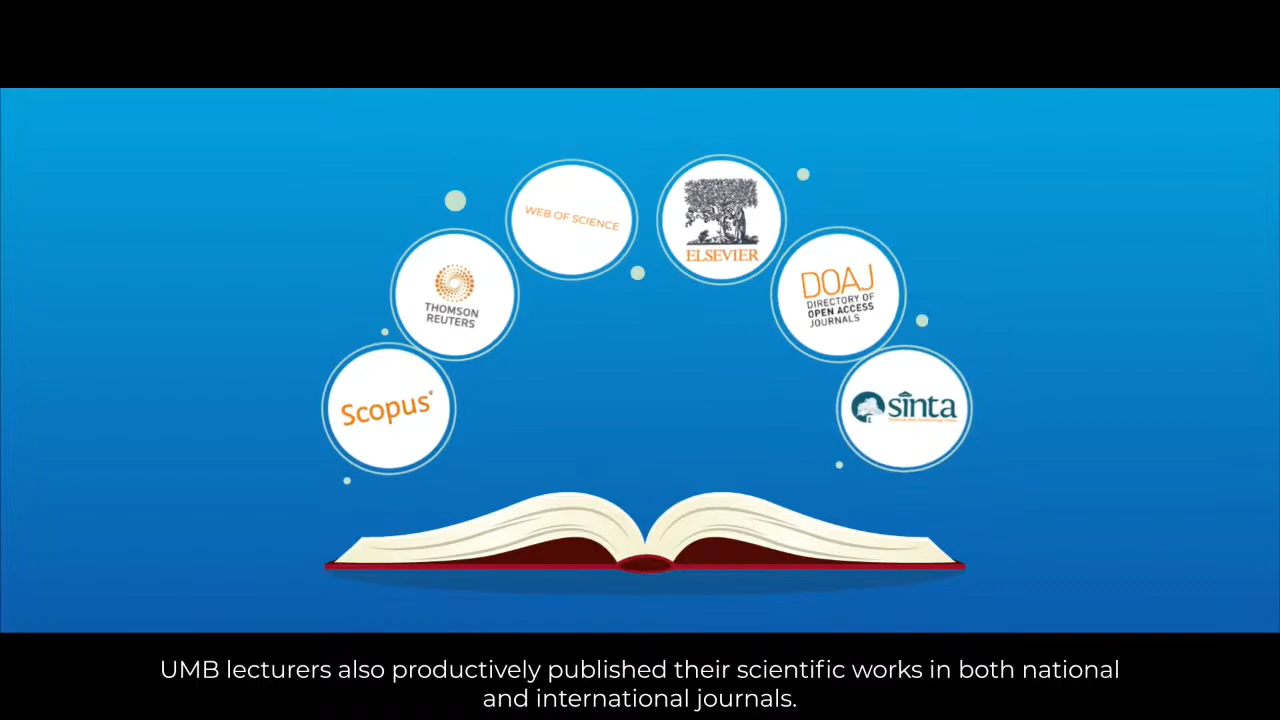 WEB OF SCIENCE
ELSEVIER
THOMSON
REUTERS
DOAJ
DIRECTORY OF
OPEN ACCESS
JOURNALS
Scopus®
sinta
UMB lecturers also productively published their scientific works in both national
and international journals.